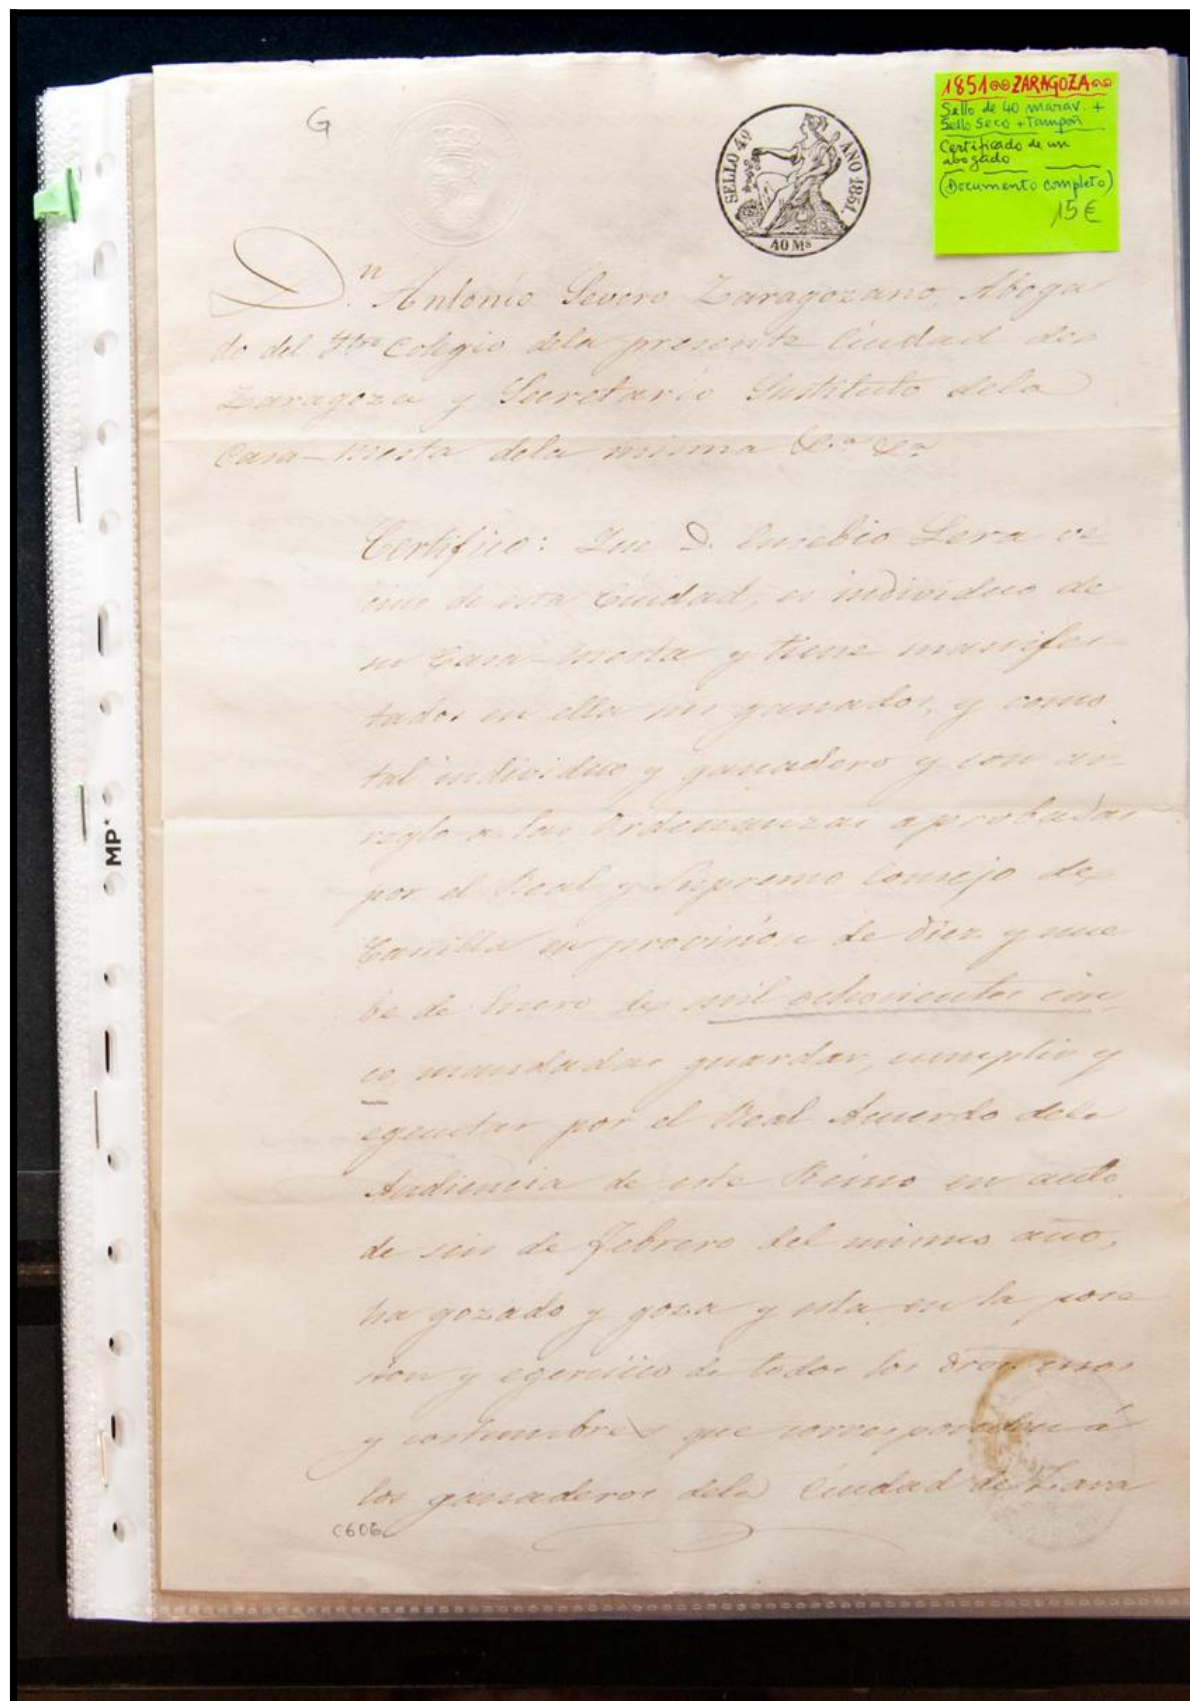 G
SELLO 4º AÑO 1851.
40 Ms
1851 ZARAGOZA
Sello de 40 marav. +
Sello Seco + Tampón
Certificado de un
abogado
(Documento completo)
15 €
D.n Antonio Severo Zaragozano, Aboga
do del Iltre Colegio dela presente Ciudad de
Zaragoza y Secretario Sustituto dela
Casa-Mesta dela misma &.a &.a
Certifico: Que D. Eusebio Lera ve
cino de esta Ciudad, es individuo de
su Casa-mesta y tiene manifes
tados en ella sus ganados, y como
tal individuo y ganadero y con ar
reglo a las Ordenanzas aprobadas
por el Real y Supremo Consejo de
Castilla en provisión de diez y nue
be de Enero de mil ochocientos cin
co, mandadas guardar, cumplir y
egecutar por el Real Acuerdo dela
Audiencia de este Reino en auto
de seis de Febrero del mismo año,
ha gozado y goza y esta en la pose
sion y egercicio de todos los usos
y costumbres que corresponden á
los ganaderos dela Ciudad de Zara
C606
MP